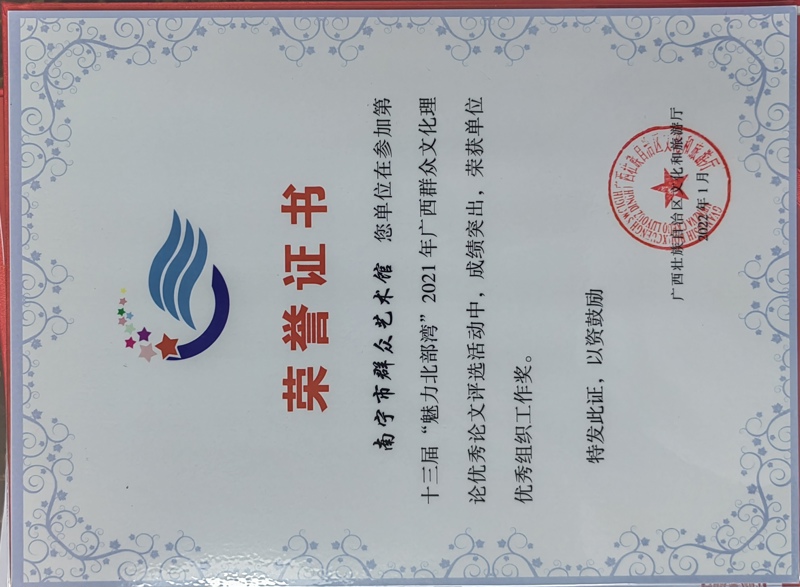 荣誉证书
南宁市群众艺术馆 您单位在参加第
十三届“魅力北部湾”2021年广西群众文化理
论优秀论文评选活动中，成绩突出，荣获单位
优秀组织工作奖。
特发此证，以资鼓励
广西壮族自治区文化和旅游厅
2022年1月